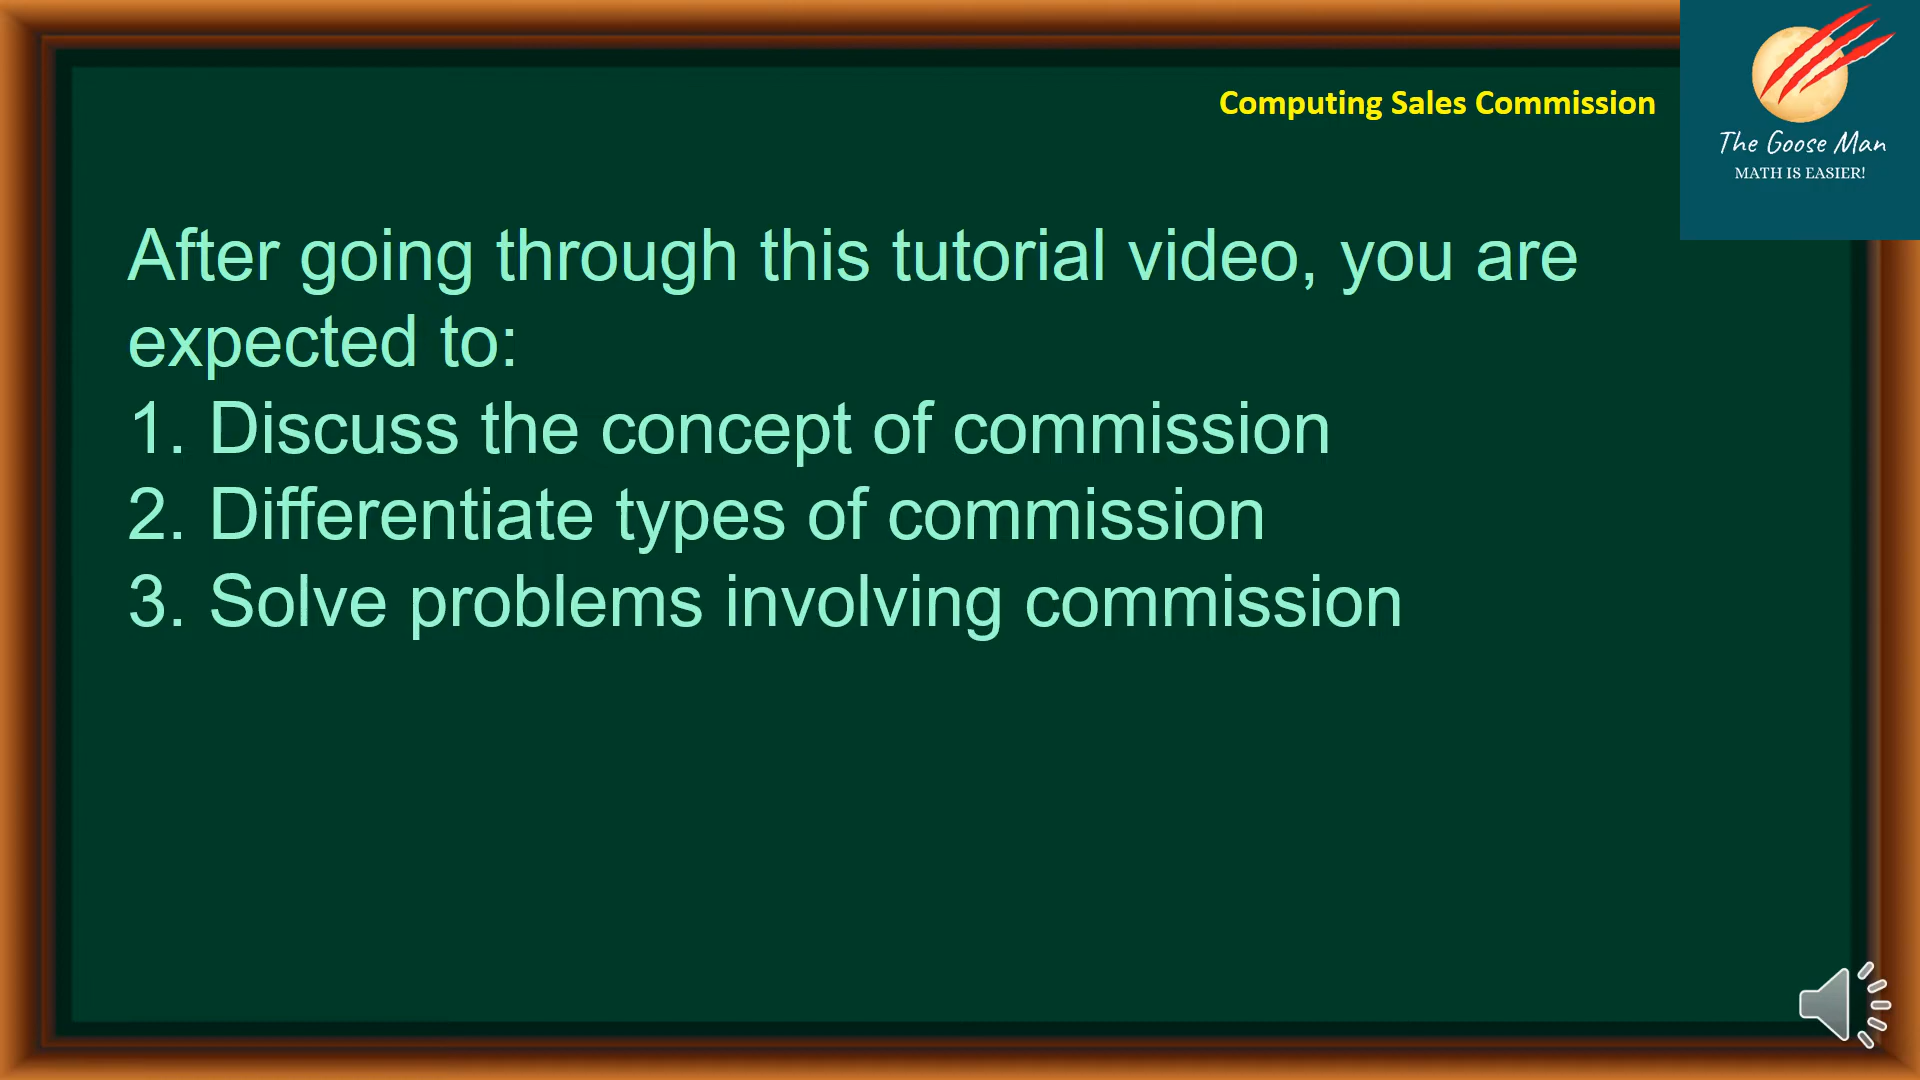 Computing Sales Commission
The Goose Man
MATH IS EASIER!
After going through this tutorial video, you are
expected to:
1. Discuss the concept of commission
2. Differentiate types of commission
3. Solve problems involving commission